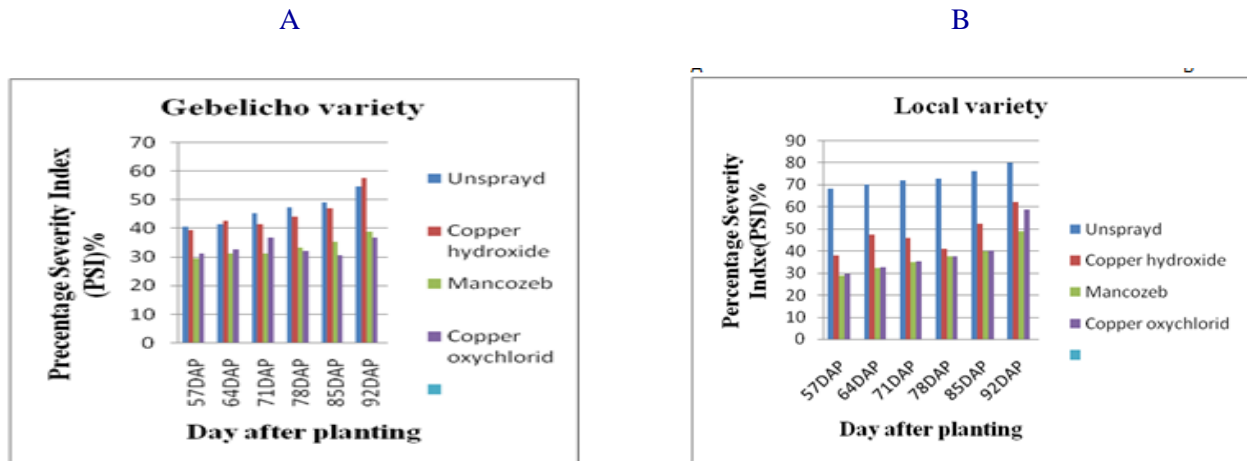 A
B
Gebelicho variety
Precentage Severity Index
(PSI)%
70
60
50
40
30
20
10
0
57DAP
64DAP
71DAP
78DAP
85DAP
92DAP
Day after planting
Unsprayd
Copper
hydroxide
Mancozeb
Copper
oxychlorid
Local variety
Percentage Severity
Indxe(PSI)%
90
80
70
60
50
40
30
20
10
0
57DAP
64DAP
71DAP
78DAP
85DAP
92DAP
Day after planting
Unsprayd
Copper hydroxide
Mancozeb
Copper oxychlorid